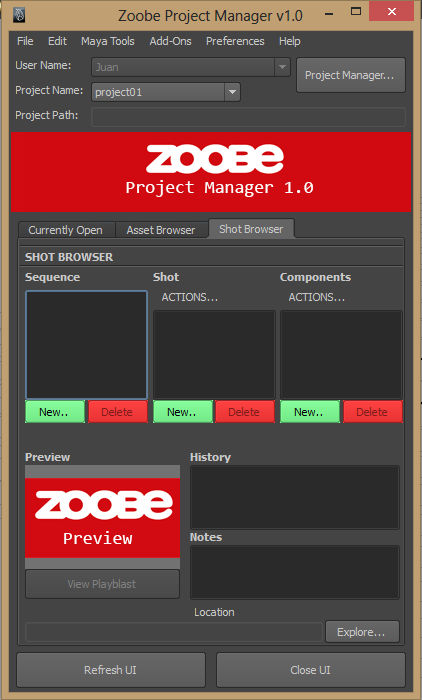 Zoobe Project Manager v1.0
File Edit Maya Tools Add-Ons Preferences Help
User Name: Juan Project Manager...
Project Name: project01
Project Path:
ZOOBE
Project Manager 1.0
Currently Open Asset Browser Shot Browser
SHOT BROWSER
Sequence Shot Components
ACTIONS... ACTIONS...
New.. Delete New.. Delete New.. Delete
Preview History
ZOOBE
Preview
Notes
View Playblast
Location
Explore...
Refresh UI Close UI